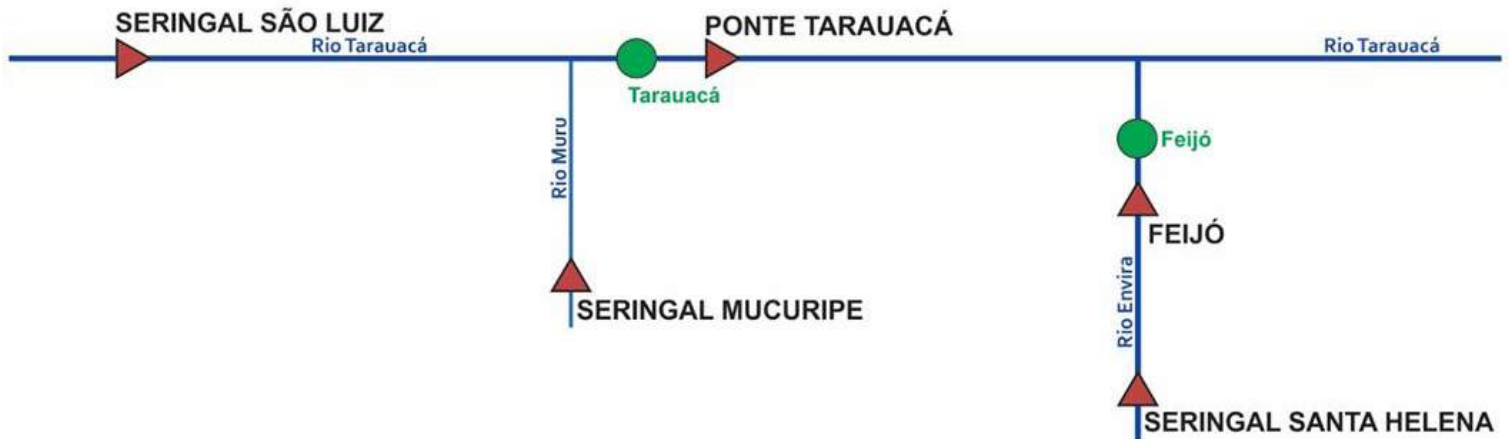 SERINGAL SÃO LUIZ
PONTE TARAUACÁ
Rio Tarauacá
Rio Tarauacá
Tarauacá
Feijó
Rio Muru
FEIJÓ
Rio Envira
SERINGAL MUCURIPE
SERINGAL SANTA HELENA